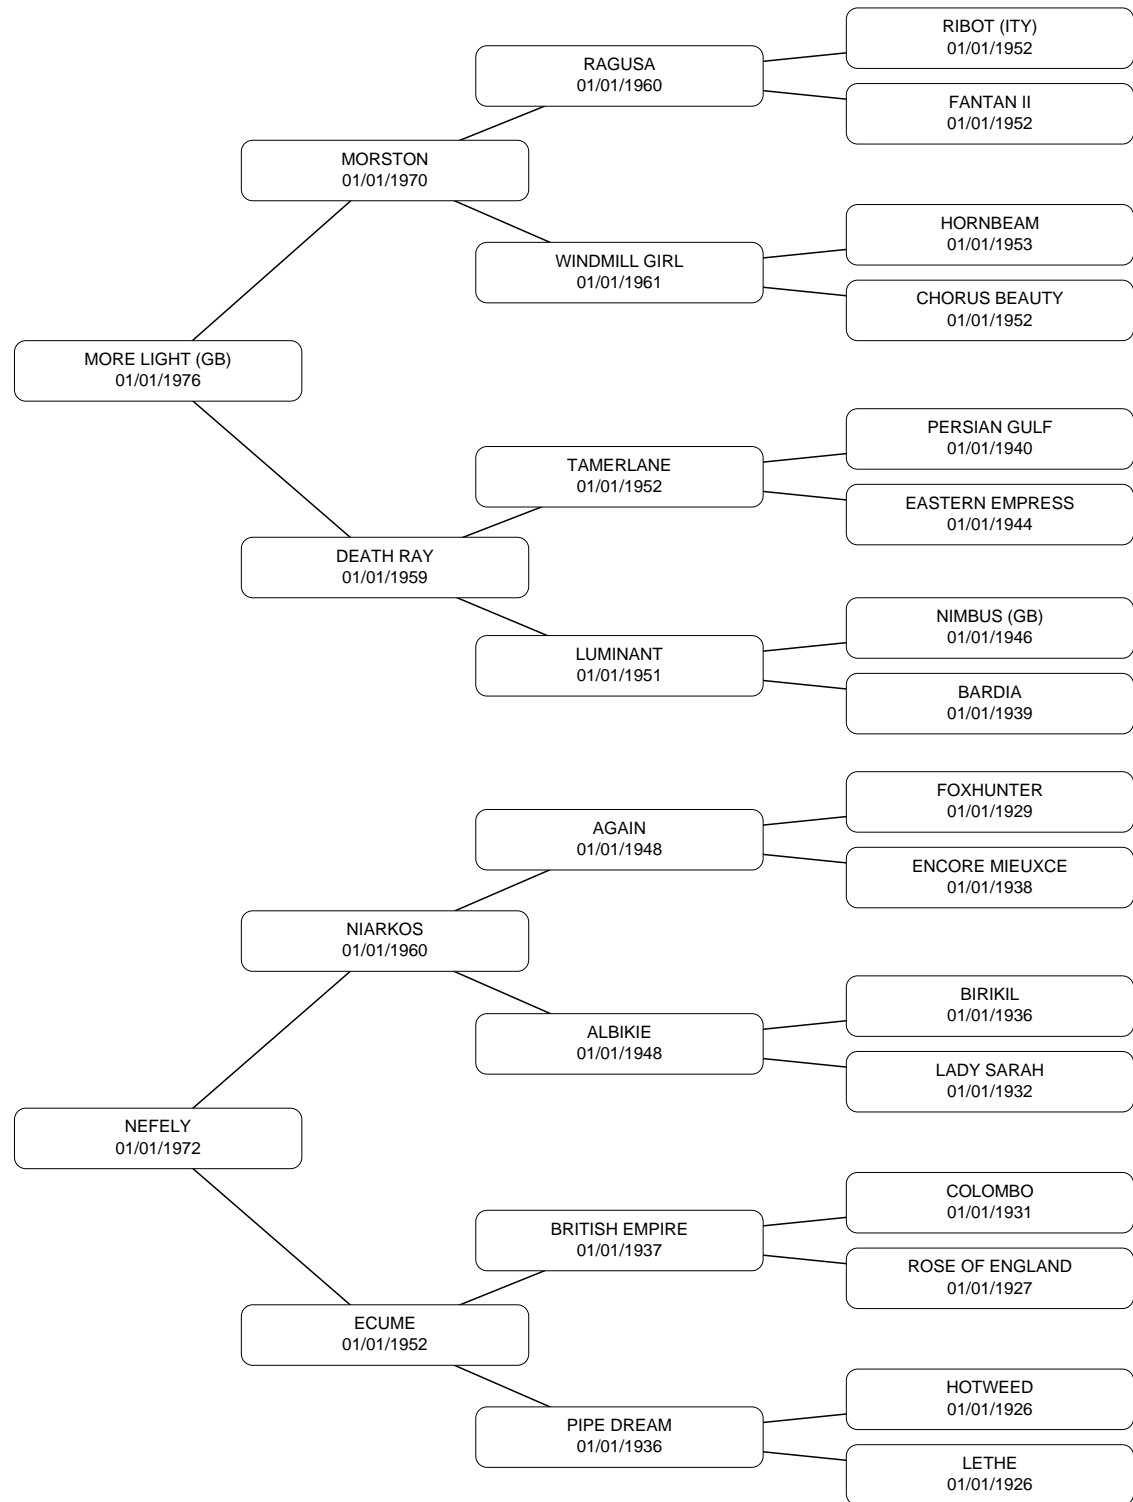 RIBOT (ITY)
01/01/1952
RAGUSA
01/01/1960
FANTAN II
01/01/1952
MORSTON
01/01/1970
HORNBEAM
01/01/1953
WINDMILL GIRL
01/01/1961
CHORUS BEAUTY
01/01/1952
MORE LIGHT (GB)
01/01/1976
PERSIAN GULF
01/01/1940
TAMERLANE
01/01/1952
EASTERN EMPRESS
01/01/1944
DEATH RAY
01/01/1959
NIMBUS (GB)
01/01/1946
LUMINANT
01/01/1951
BARDIA
01/01/1939
FOXHUNTER
01/01/1929
AGAIN
01/01/1948
ENCORE MIEUXCE
01/01/1938
NIARKOS
01/01/1960
BIRIKIL
01/01/1936
ALBIKIE
01/01/1948
LADY SARAH
01/01/1932
NEFELY
01/01/1972
COLOMBO
01/01/1931
BRITISH EMPIRE
01/01/1937
ROSE OF ENGLAND
01/01/1927
ECUME
01/01/1952
HOTWEED
01/01/1926
PIPE DREAM
01/01/1936
LETHE
01/01/1926